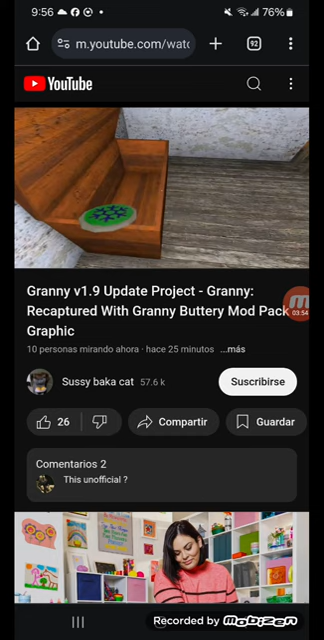 9:56
76%
m.youtube.com/watc
92
YouTube
Granny v1.9 Update Project - Granny:
Recaptured With Granny Buttery Mod Pack
Graphic
10 personas mirando ahora · hace 25 minutos ...más
03:54
Sussy baka cat 57.6 k
Suscribirse
26
Compartir
Guardar
Comentarios 2
This unofficial ?
Recorded by mobizen